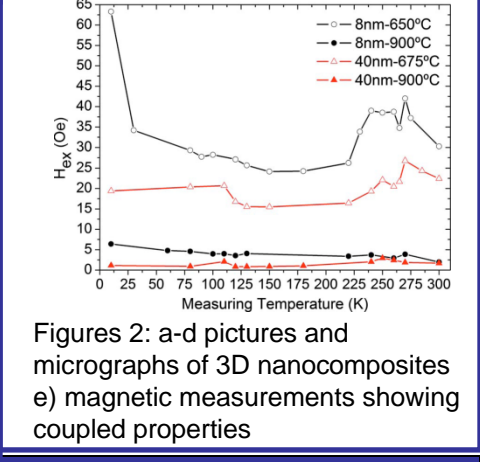 65
60
55
50
45
40
35
30
25
20
15
10
5
0
Hex (Oe)
8nm-650ºC
8nm-900ºC
40nm-675ºC
40nm-900ºC
0 25 50 75 100 125 150 175 200 225 250 275 300
Measuring Temperature (K)
Figures 2: a-d pictures and
micrographs of 3D nanocomposites
e) magnetic measurements showing
coupled properties